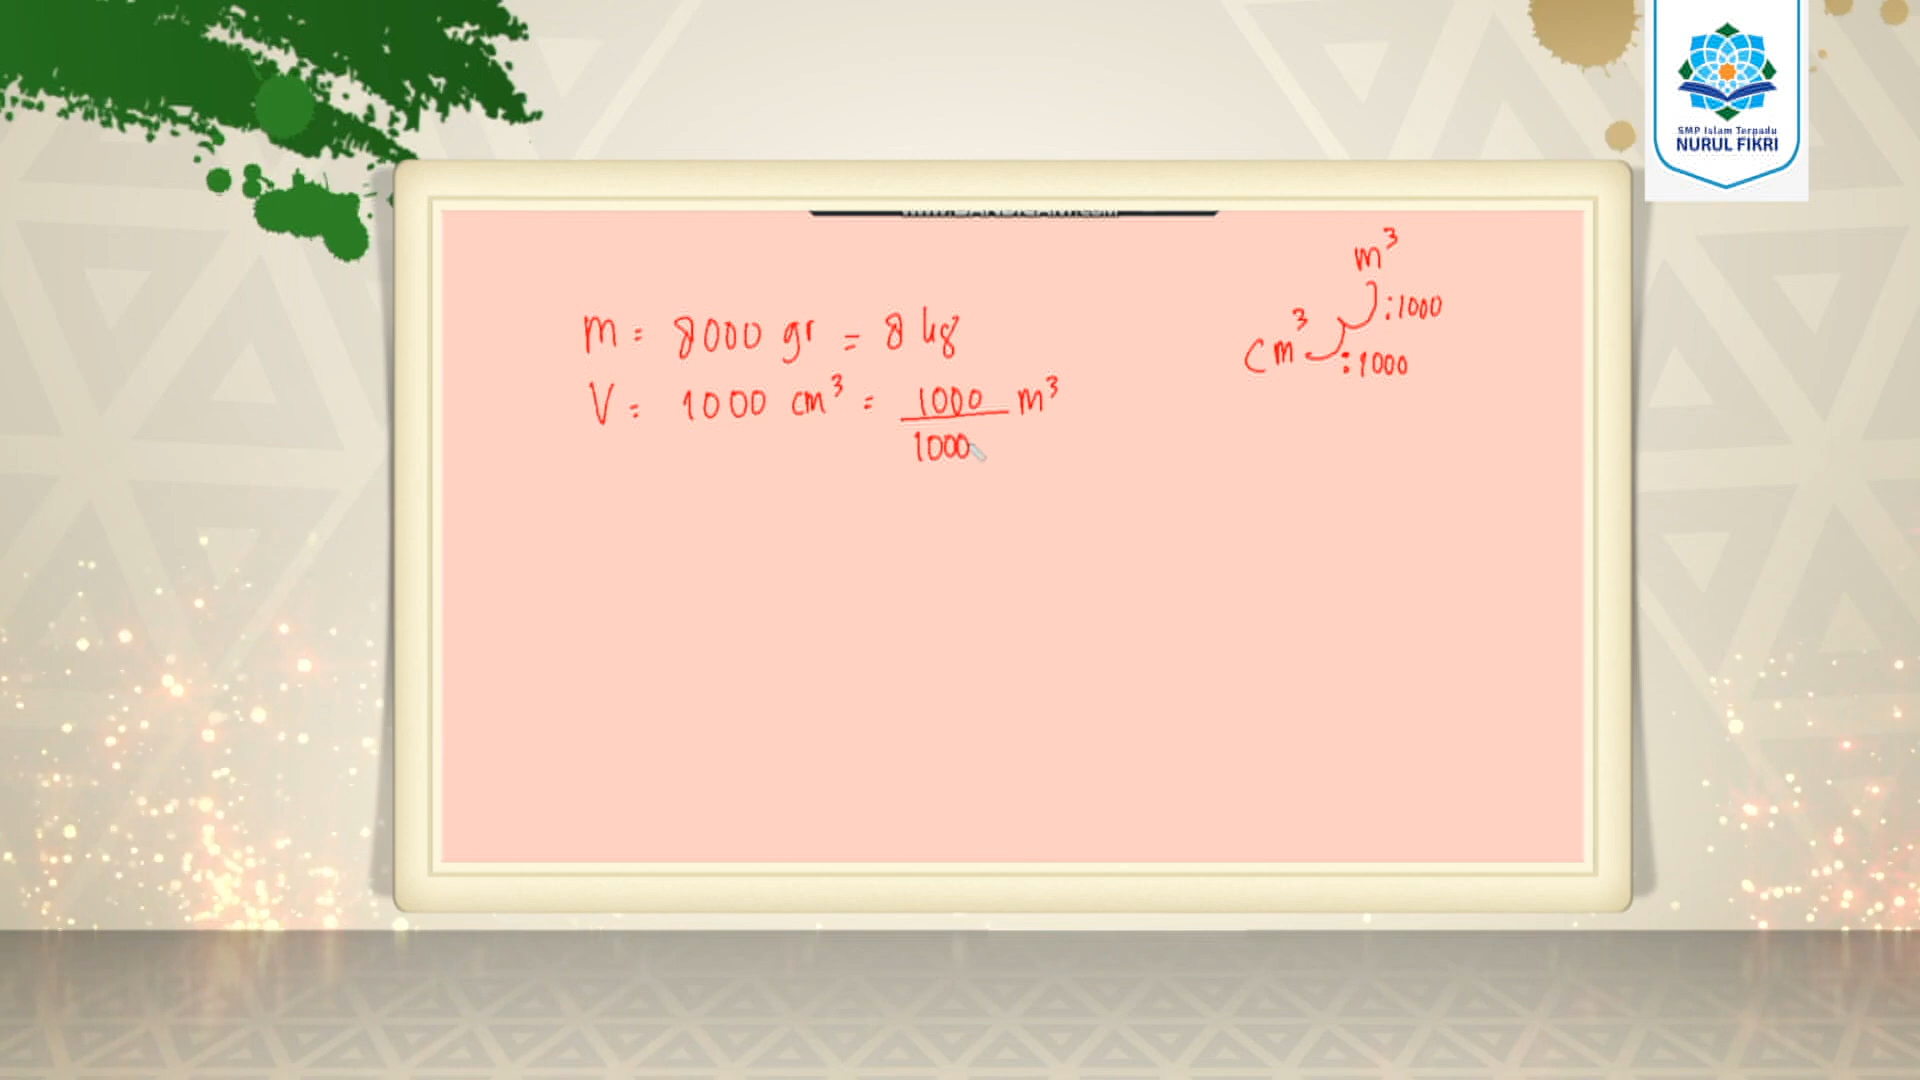 SMP Islam Terpadu
NURUL FIKRI
m³
:1000
cm³ :1000
m = 8000 gr = 8 kg
V = 1000 cm³ = 1000 m³
1000